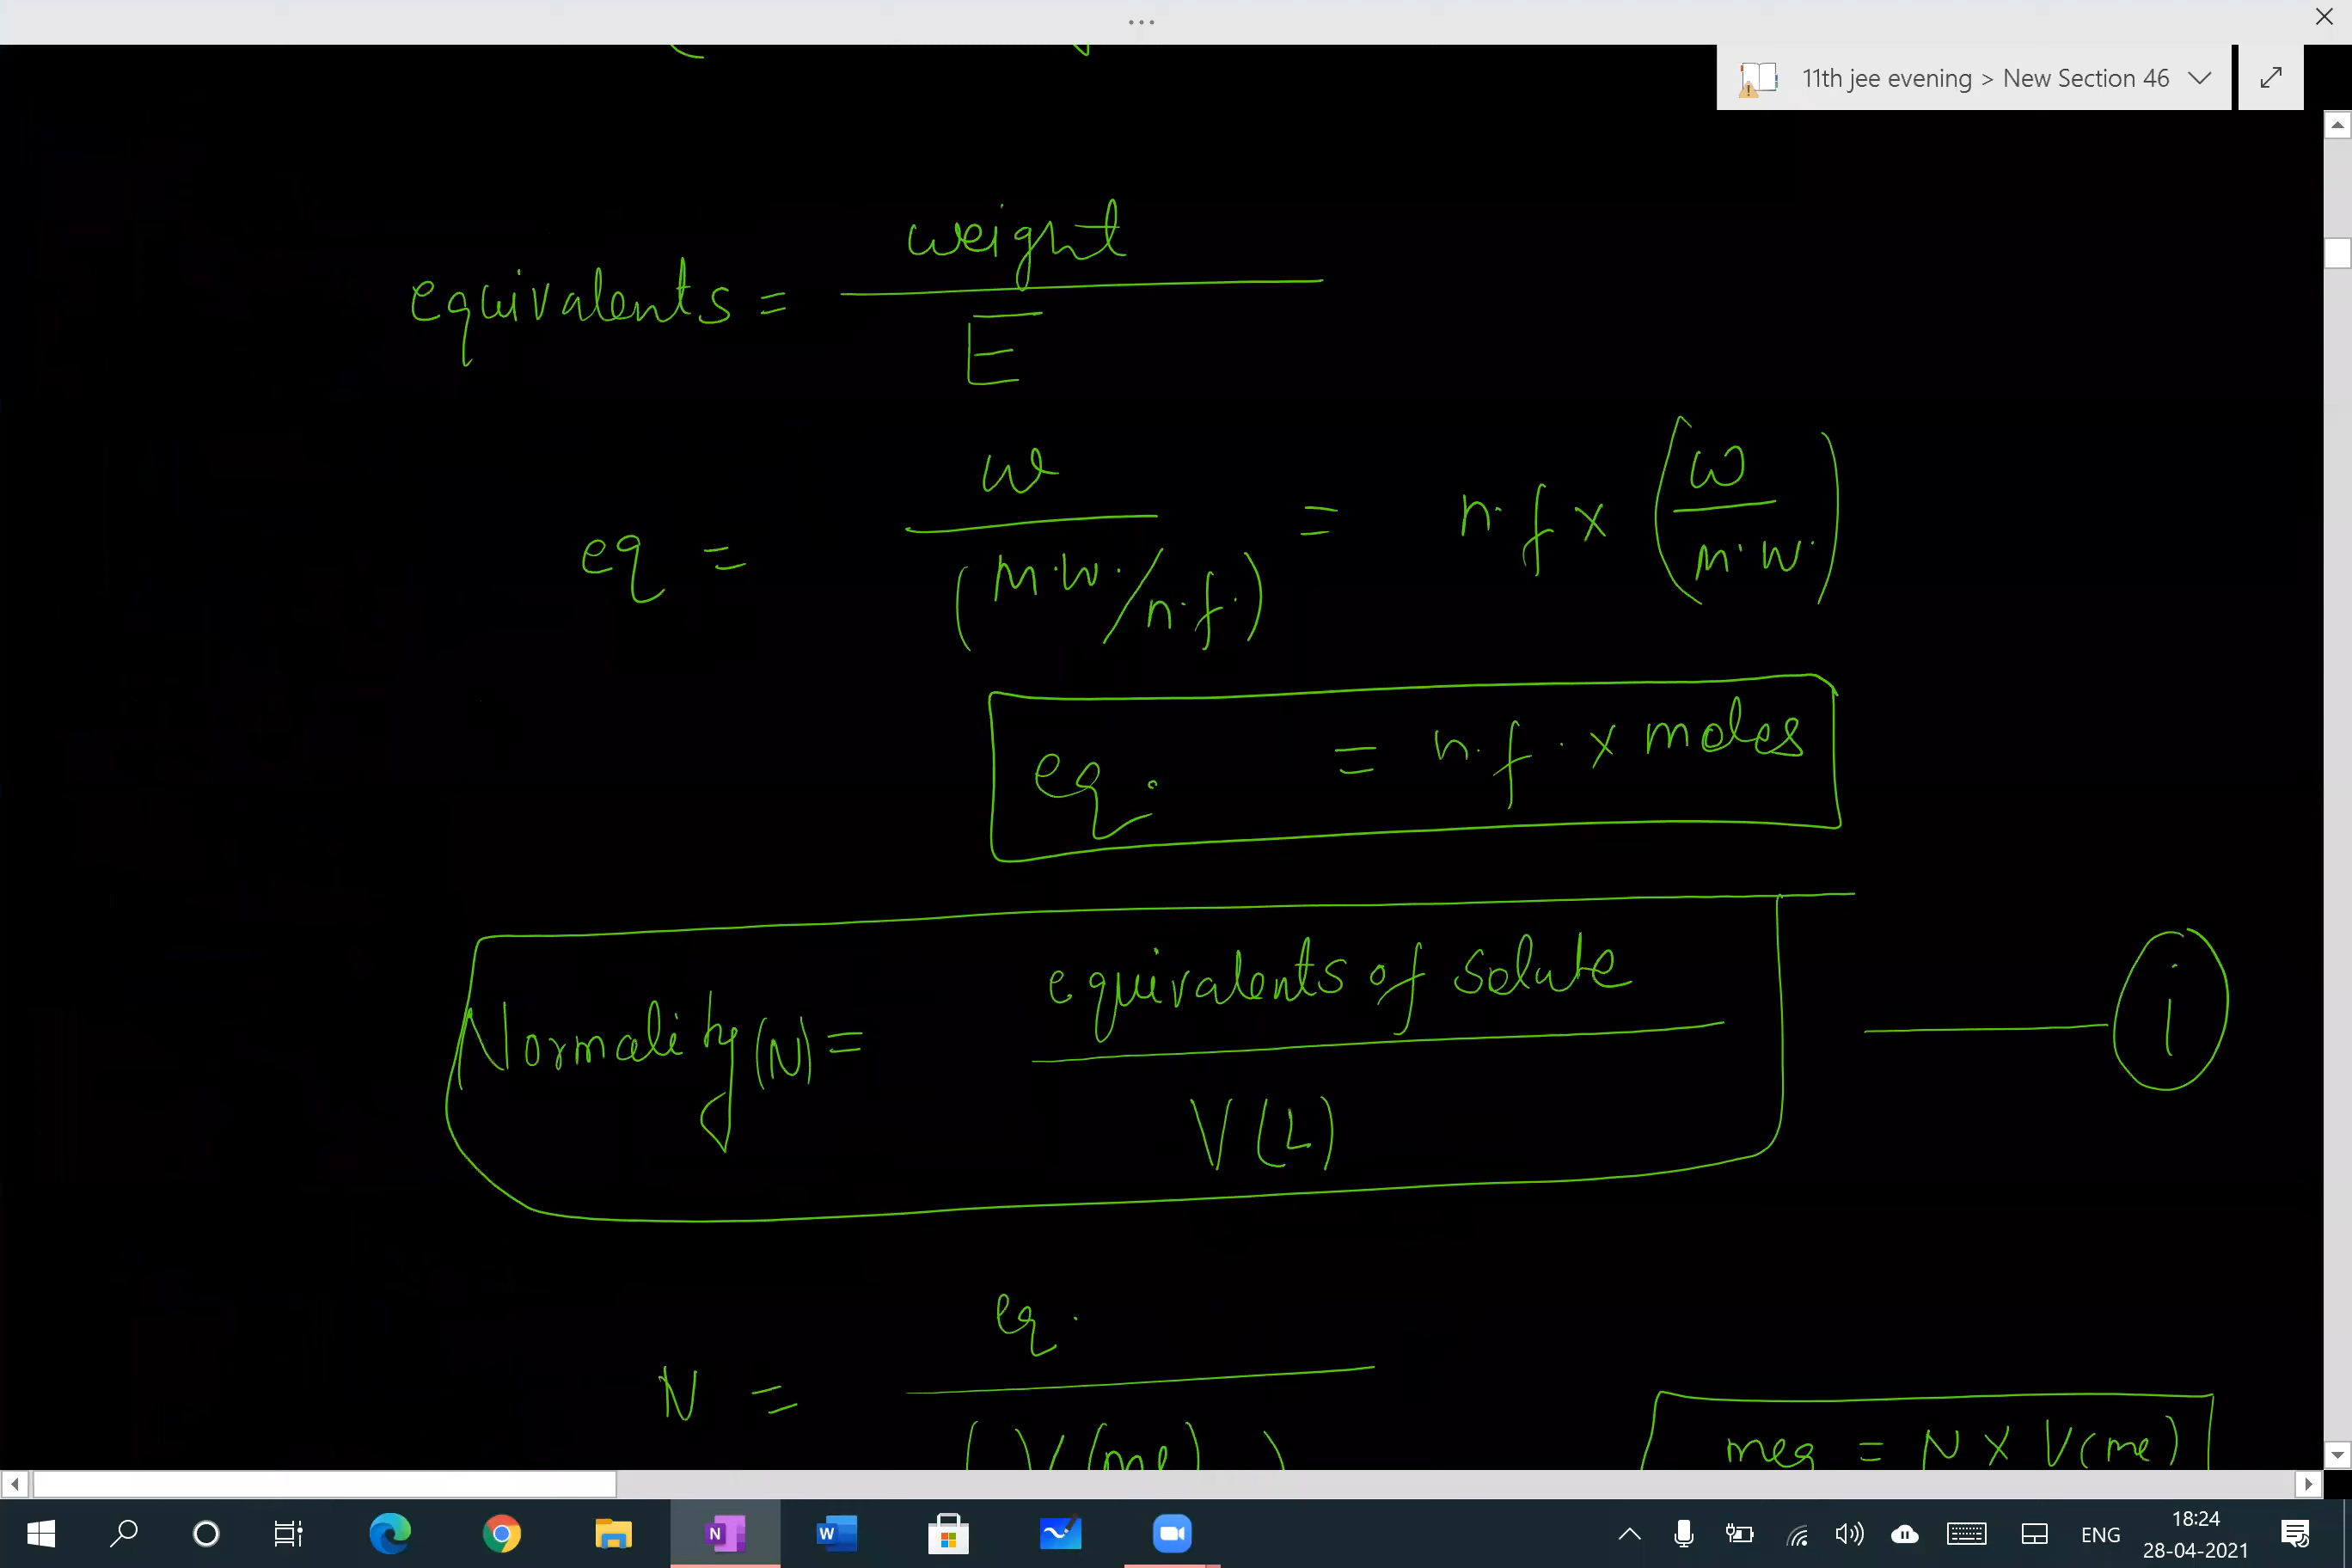 ...
11th jee evening > New Section 46
equivalents = weight / E
eq = w / (M.W./n.f.) = n.f x (w / M.W.)
eq. = n.f. x moles
Normality (N) = equivalents of solute / V(L) — i
N = eq. / (V(ml))
meq = N x V(ml)
N
W
ENG
18:24
28-04-2021